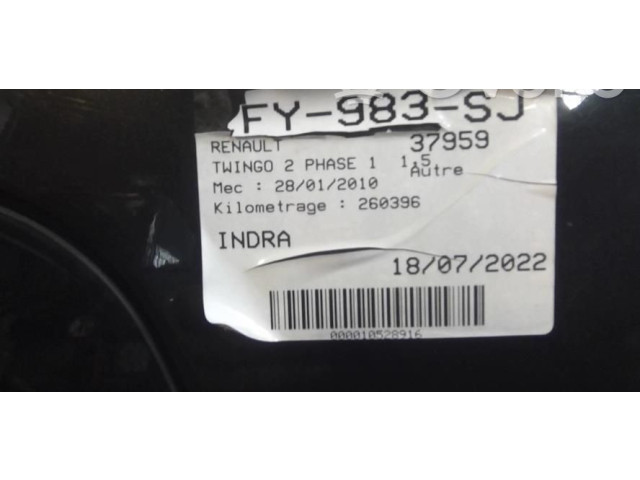 FY-983-SJ
RENAULT 37959
TWINGO 2 PHASE 1 1,5
Autre
Mec : 28/01/2010
Kilometrage : 260396
INDRA
18/07/2022
000010528916